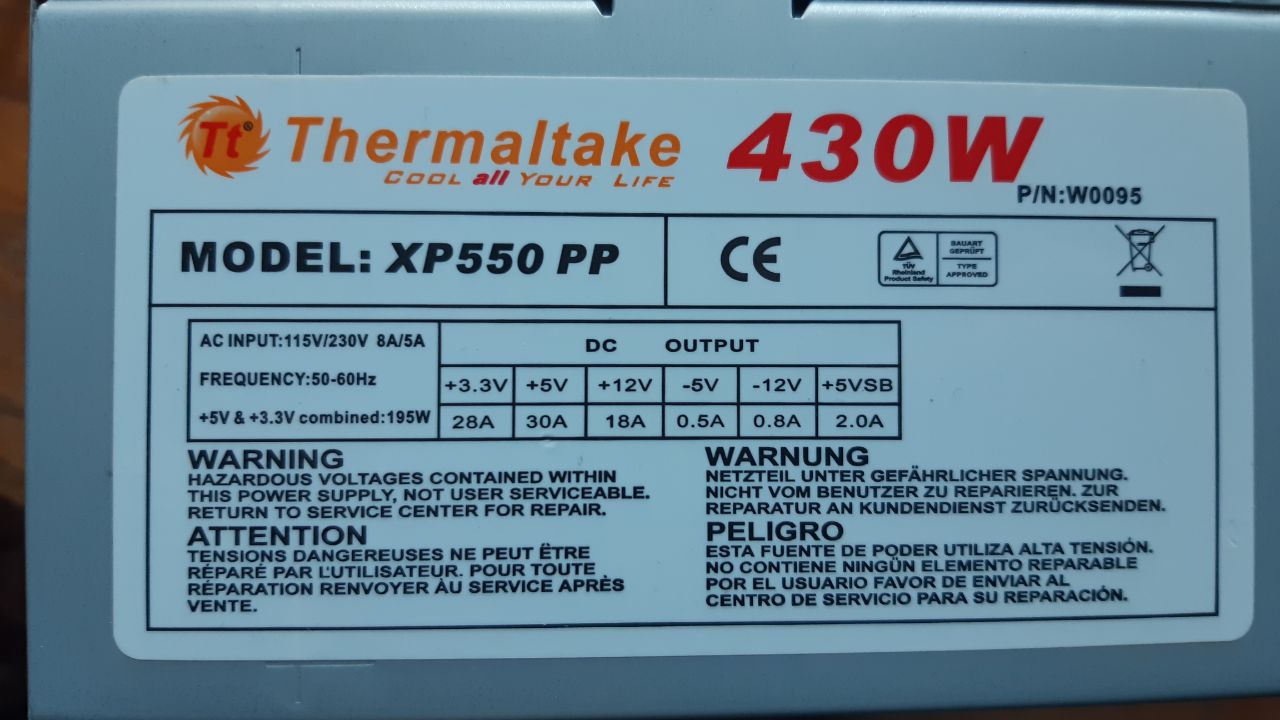 Tt® Thermaltake 430W
COOL all YOUR LIFE
P/N:W0095
MODEL: XP550 PP
CE
TÜV
Rheinland
Product Safety
BAUART
GEPRÜFT
TYPE
APPROVED
AC INPUT:115V/230V 8A/5A
FREQUENCY:50-60Hz
+5V & +3.3V combined:195W
DC OUTPUT
+3.3V +5V +12V -5V -12V +5VSB
28A 30A 18A 0.5A 0.8A 2.0A
WARNING
HAZARDOUS VOLTAGES CONTAINED WITHIN
THIS POWER SUPPLY, NOT USER SERVICEABLE.
RETURN TO SERVICE CENTER FOR REPAIR.
ATTENTION
TENSIONS DANGEREUSES NE PEUT ËTRE
RÉPARÉ PAR L'UTILISATEUR. POUR TOUTE
RÉPARATION RENVOYER ÀU SERVICE APRÈS
VENTE.
WARNUNG
NETZTEIL UNTER GEFÄHRLICHER SPANNUNG.
NICHT VOM BENUTZER ZU REPARIEREN. ZUR
REPARATUR AN KUNDENDIENST ZURÜCKSENDEN.
PELIGRO
ESTA FUENTE DE PODER UTILIZA ALTA TENSIÓN.
NO CONTIENE NINGÚN ELEMENTO REPARABLE
POR EL USUARIO FAVOR DE ENVIAR AL
CENTRO DE SERVICIO PARA SU REPARACIÓN.